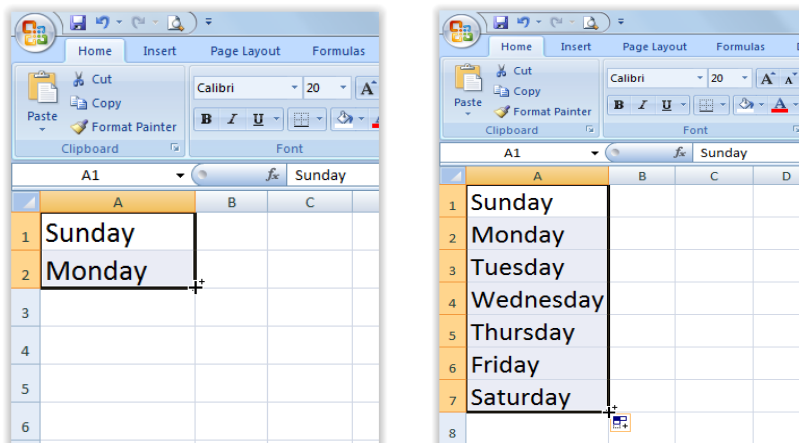 Home Insert Page Layout Formulas
Paste
Cut
Copy
Format Painter
Clipboard
Calibri 20 A
B I U A
Font
A1 fx Sunday
A B C
1 Sunday
2 Monday
3
4
5
6
Home Insert Page Layout Formulas
Paste
Cut
Copy
Format Painter
Clipboard
Calibri 20 A A
B I U A
Font
A1 fx Sunday
A B C D
1 Sunday
2 Monday
3 Tuesday
4 Wednesday
5 Thursday
6 Friday
7 Saturday
8